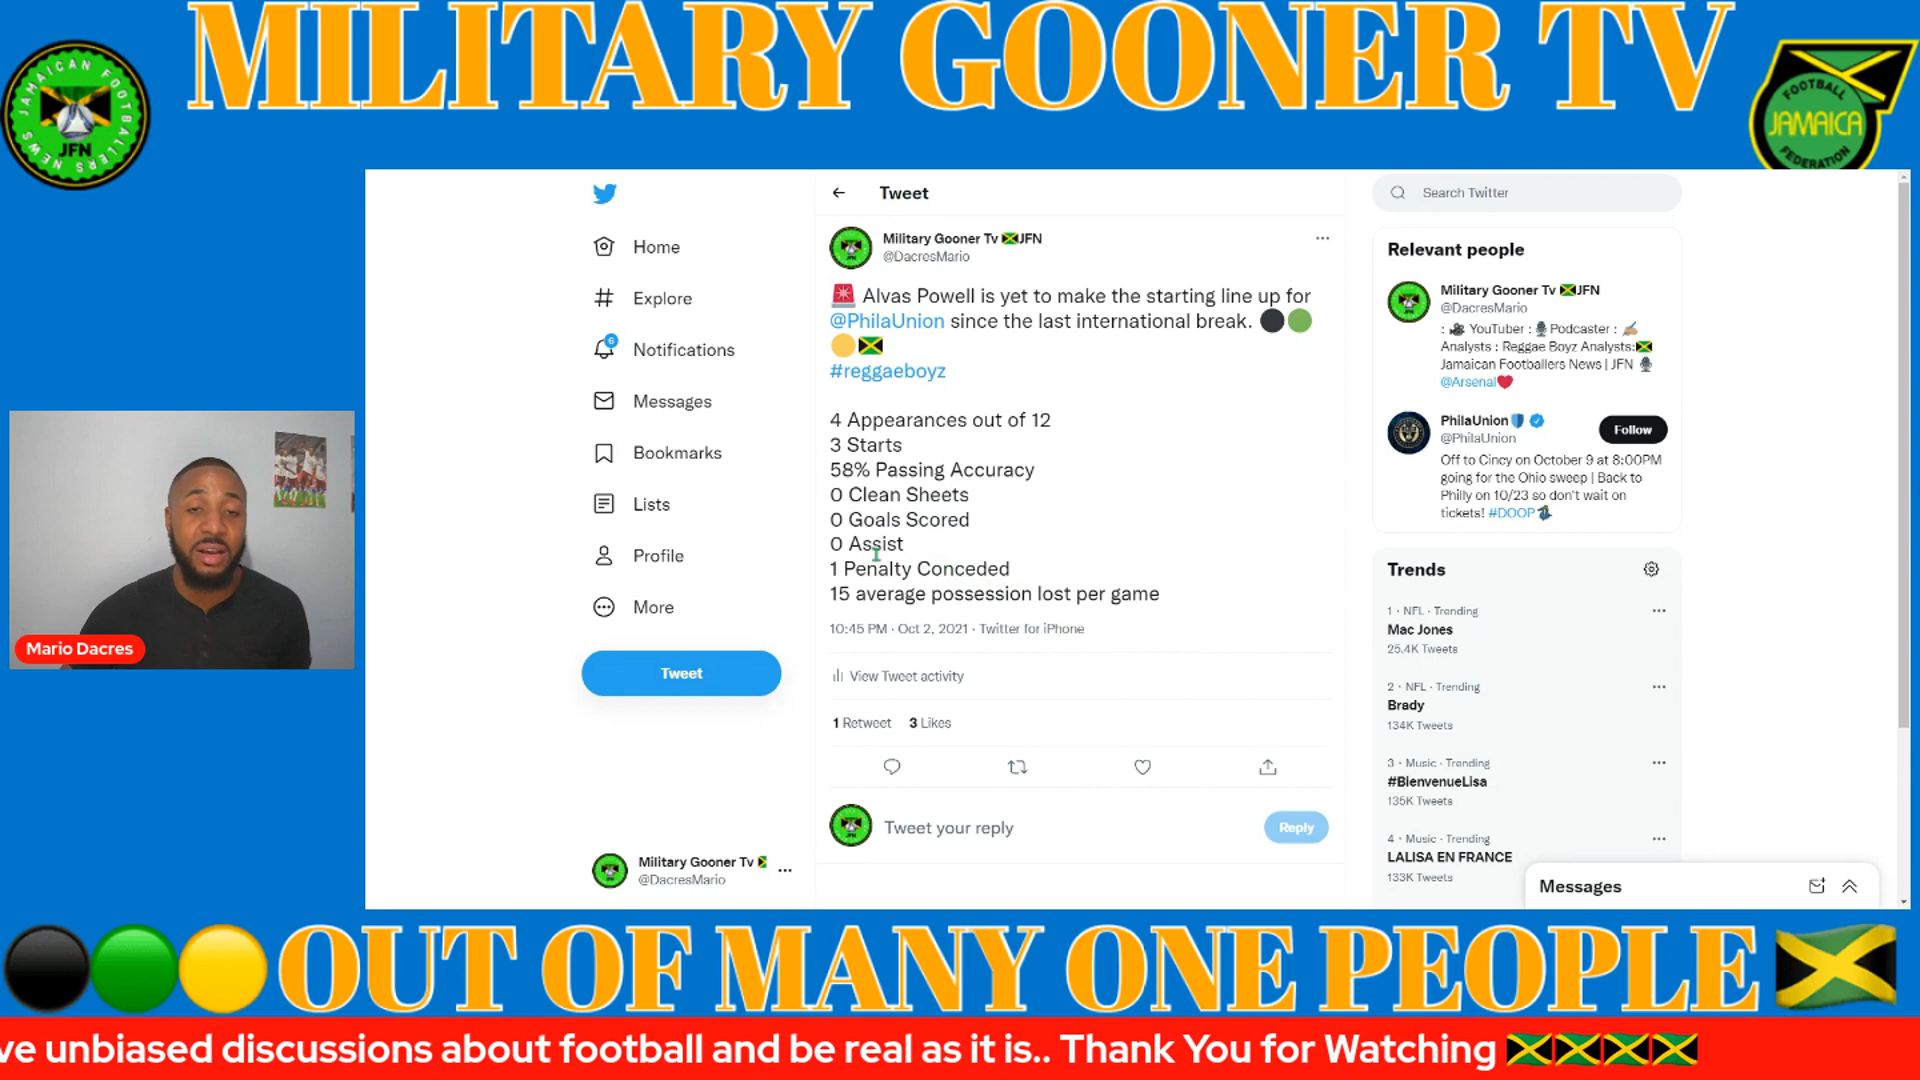 MILITARY GOONER TV
JAMAICAN FOOTBALLERS NEWS
JFN
FOOTBALL
JAMAICA
FEDERATION
Home
Explore
6
Notifications
Messages
Bookmarks
Lists
Profile
More
Tweet
Military Gooner Tv
@DacresMario
Tweet
Military Gooner Tv 🇯🇲JFN
@DacresMario
🚨 Alvas Powell is yet to make the starting line up for
@PhilaUnion since the last international break. ⚫🟢
🟡🇯🇲
#reggaeboyz
4 Appearances out of 12
3 Starts
58% Passing Accuracy
0 Clean Sheets
0 Goals Scored
0 Assist
1 Penalty Conceded
15 average possession lost per game
10:45 PM · Oct 2, 2021 · Twitter for iPhone
View Tweet activity
1 Retweet 3 Likes
Tweet your reply
Reply
Search Twitter
Relevant people
Military Gooner Tv 🇯🇲JFN
@DacresMario
: 🎥 YouTuber : 🎙️Podcaster : ✍🏼
Analysts : Reggae Boyz Analysts:🇯🇲
Jamaican Footballers News | JFN 🎙️
@Arsenal❤️
PhilaUnion
@PhilaUnion
Follow
Off to Cincy on October 9 at 8:00PM
going for the Ohio sweep | Back to
Philly on 10/23 so don't wait on
tickets! #DOOP
Trends
1 · NFL · Trending
Mac Jones
25.4K Tweets
2 · NFL · Trending
Brady
134K Tweets
3 · Music · Trending
#BienvenueLisa
135K Tweets
4 · Music · Trending
LALISA EN FRANCE
133K Tweets
Messages
Mario Dacres
OUT OF MANY ONE PEOPLE
ve unbiased discussions about football and be real as it is.. Thank You for Watching 🇯🇲🇯🇲🇯🇲🇯🇲